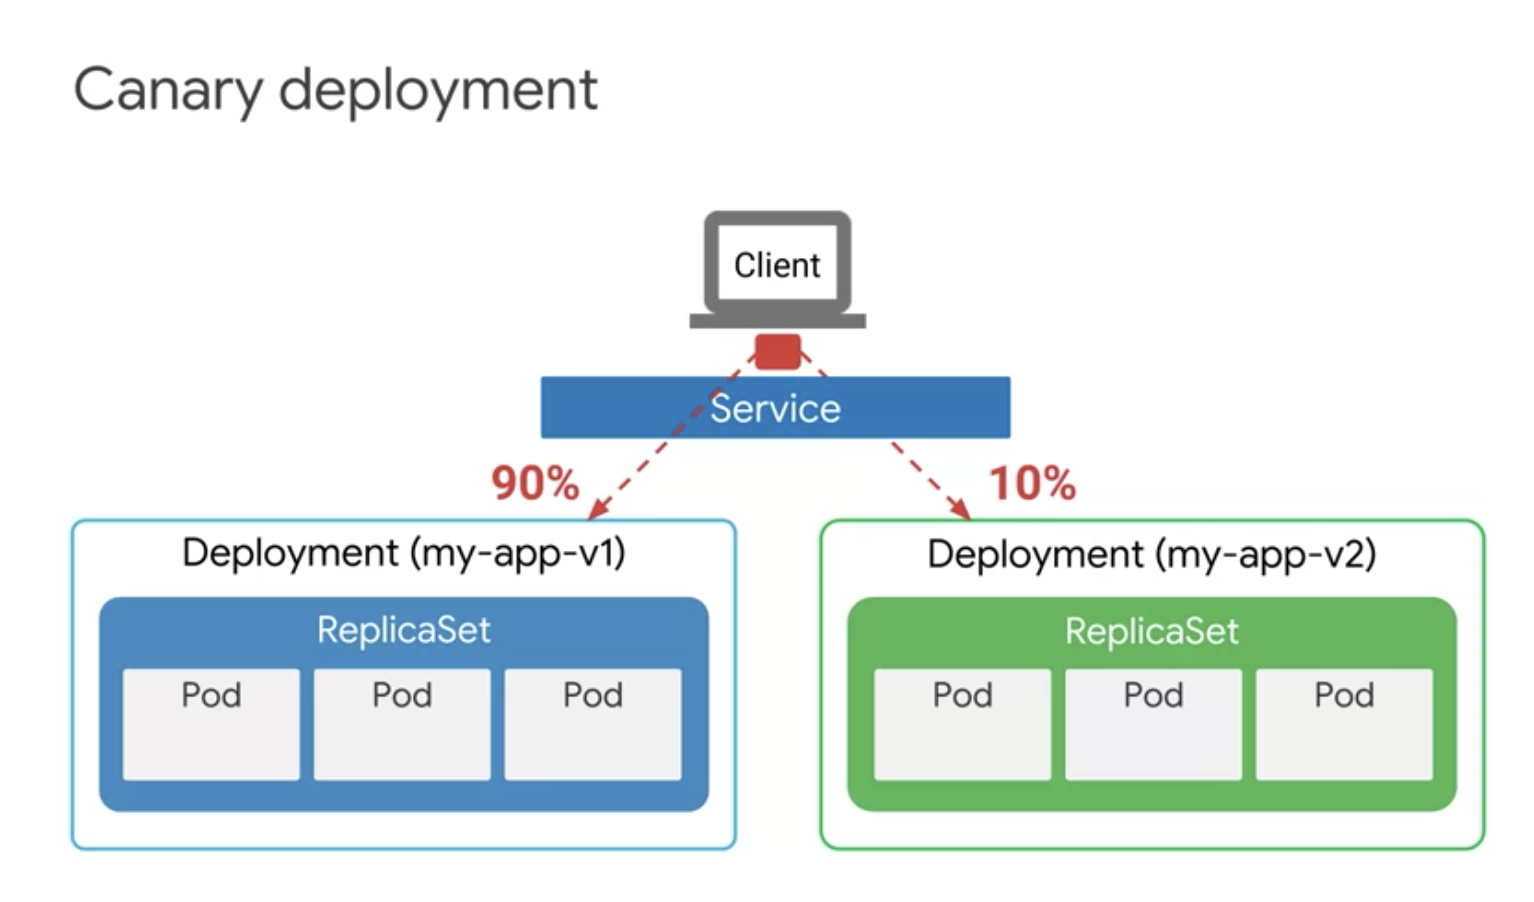 Canary deployment
Client
Service
90%
10%
Deployment (my-app-v1)
ReplicaSet
Pod
Pod
Pod
Deployment (my-app-v2)
ReplicaSet
Pod
Pod
Pod